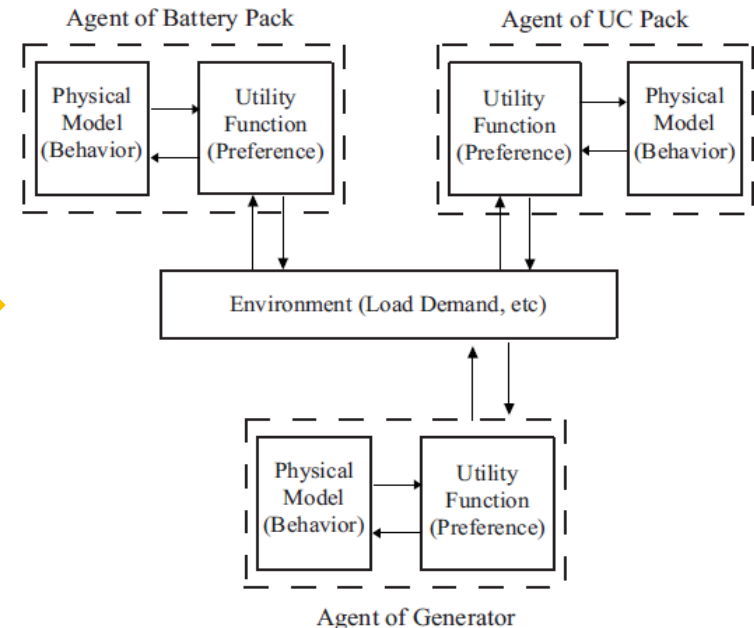 Agent of Battery Pack
Agent of UC Pack
Physical
Model
(Behavior)
Utility
Function
(Preference)
Utility
Function
(Preference)
Physical
Model
(Behavior)
Environment (Load Demand, etc)
Physical
Model
(Behavior)
Utility
Function
(Preference)
Agent of Generator